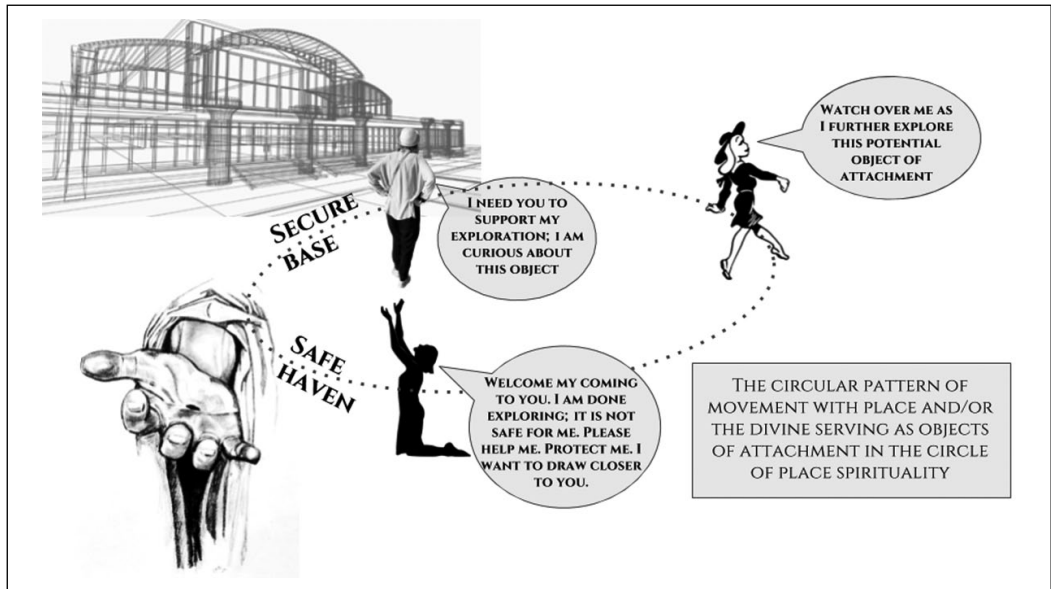 WATCH OVER ME AS
I FURTHER EXPLORE
THIS POTENTIAL
OBJECT OF
ATTACHMENT
SECURE
BASE
I NEED YOU TO
SUPPORT MY
EXPLORATION; I AM
CURIOUS ABOUT
THIS OBJECT
SAFE
HAVEN
WELCOME MY COMING
TO YOU. I AM DONE
EXPLORING; IT IS NOT
SAFE FOR ME. PLEASE
HELP ME. PROTECT ME. I
WANT TO DRAW CLOSER
TO YOU.
THE CIRCULAR PATTERN OF
MOVEMENT WITH PLACE AND/OR
THE DIVINE SERVING AS OBJECTS
OF ATTACHMENT IN THE CIRCLE
OF PLACE SPIRITUALITY